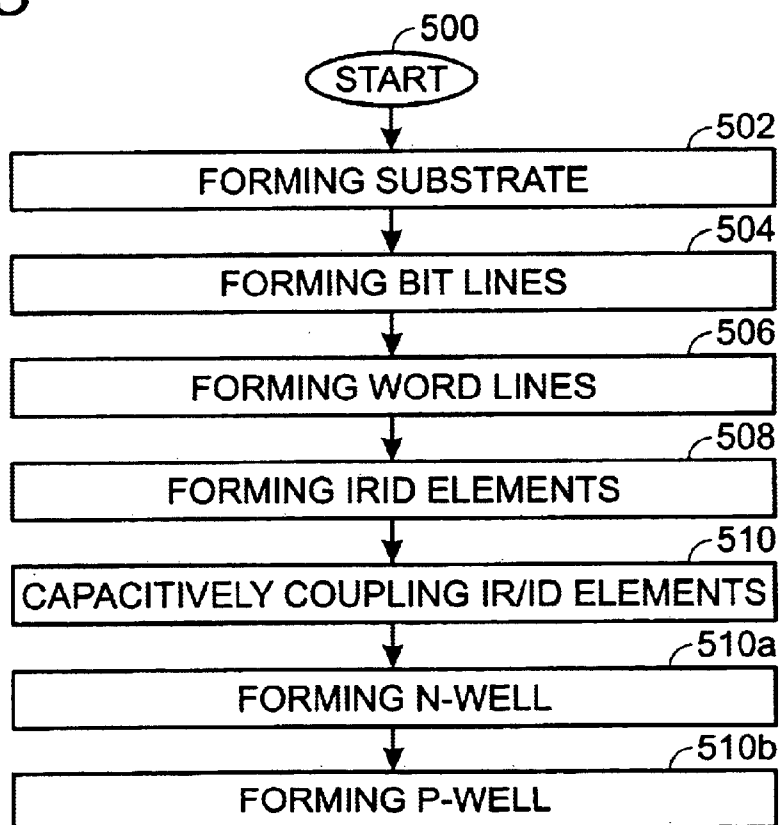 500
START
502
FORMING SUBSTRATE
504
FORMING BIT LINES
506
FORMING WORD LINES
508
FORMING IRID ELEMENTS
510
CAPACITIVELY COUPLING IR/ID ELEMENTS
510a
FORMING N-WELL
510b
FORMING P-WELL